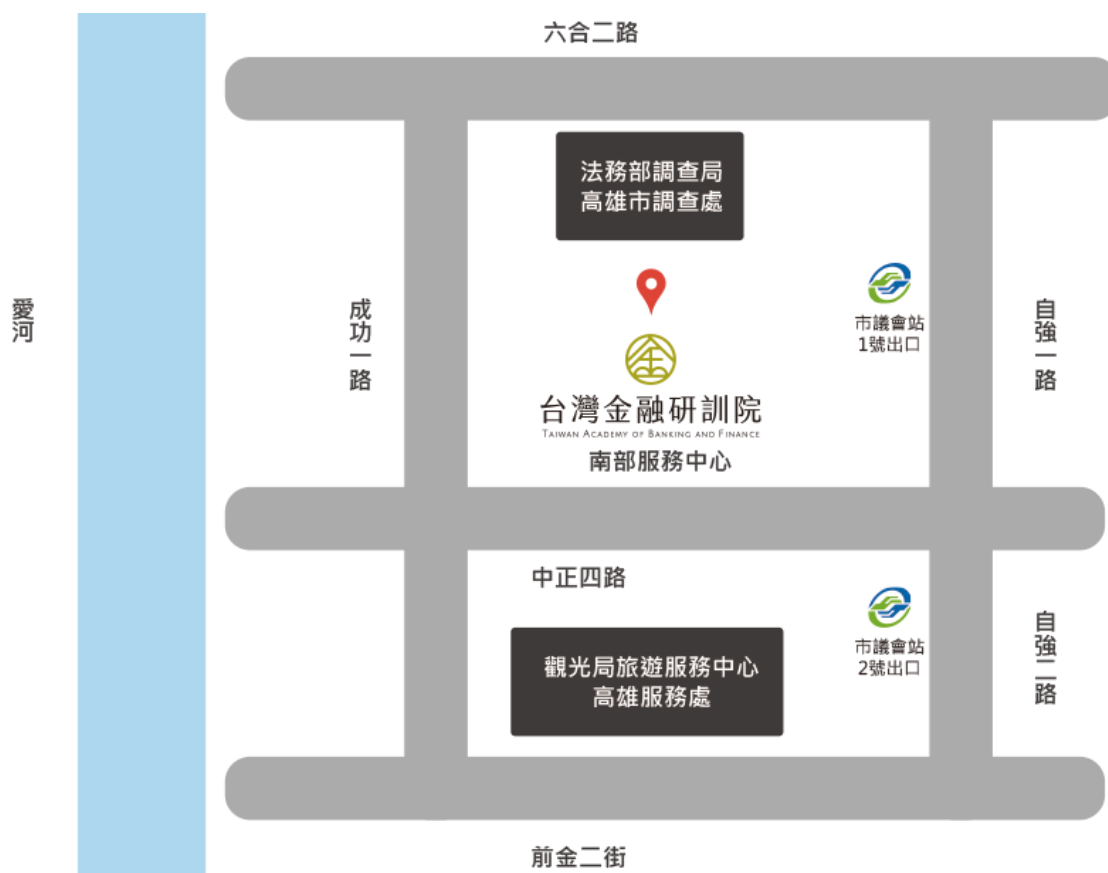 六合二路
法務部調查局
高雄市調查處
愛河
成功一路
市議會站
1號出口
自強一路
台灣金融研訓院
TAIWAN ACADEMY OF BANKING AND FINANCE
南部服務中心
中正四路
市議會站
2號出口
自強二路
觀光局旅遊服務中心
高雄服務處
前金二街